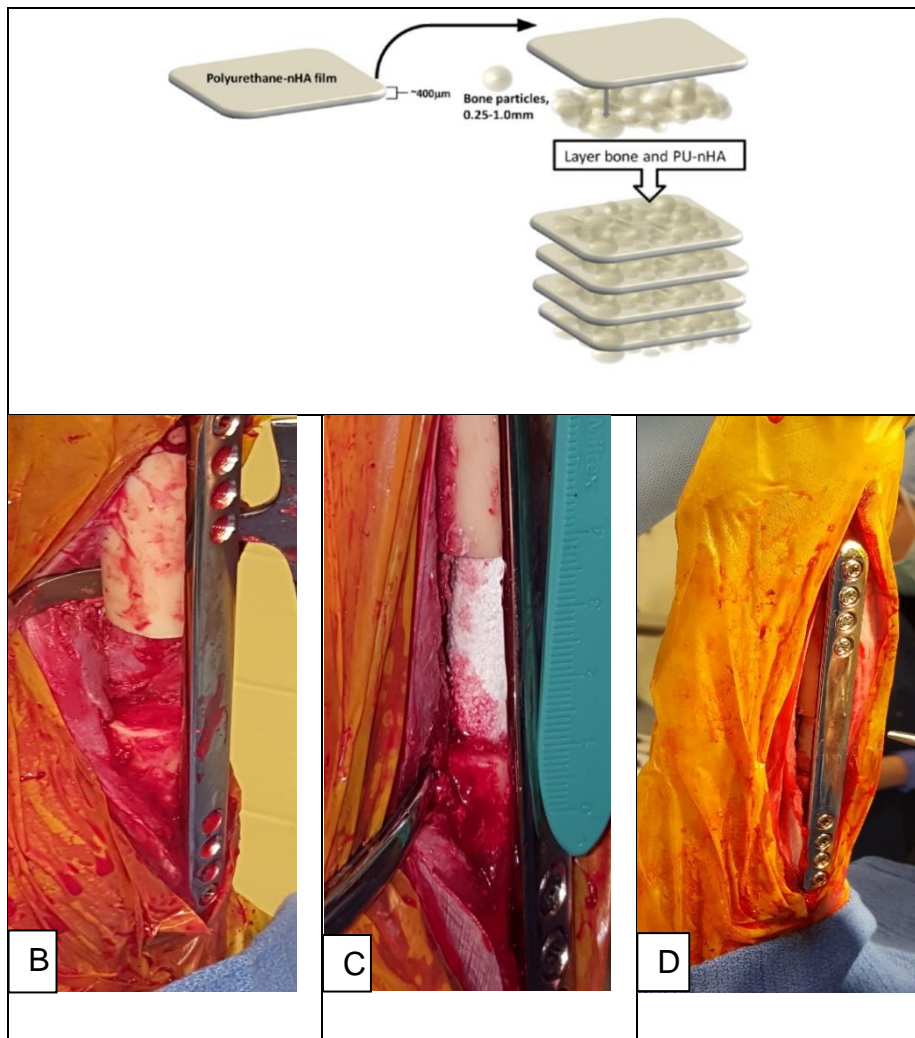 Polyurethane-nHA film
~400µm
Bone particles,
0.25-1.0mm
Layer bone and PU-nHA
B
C
D